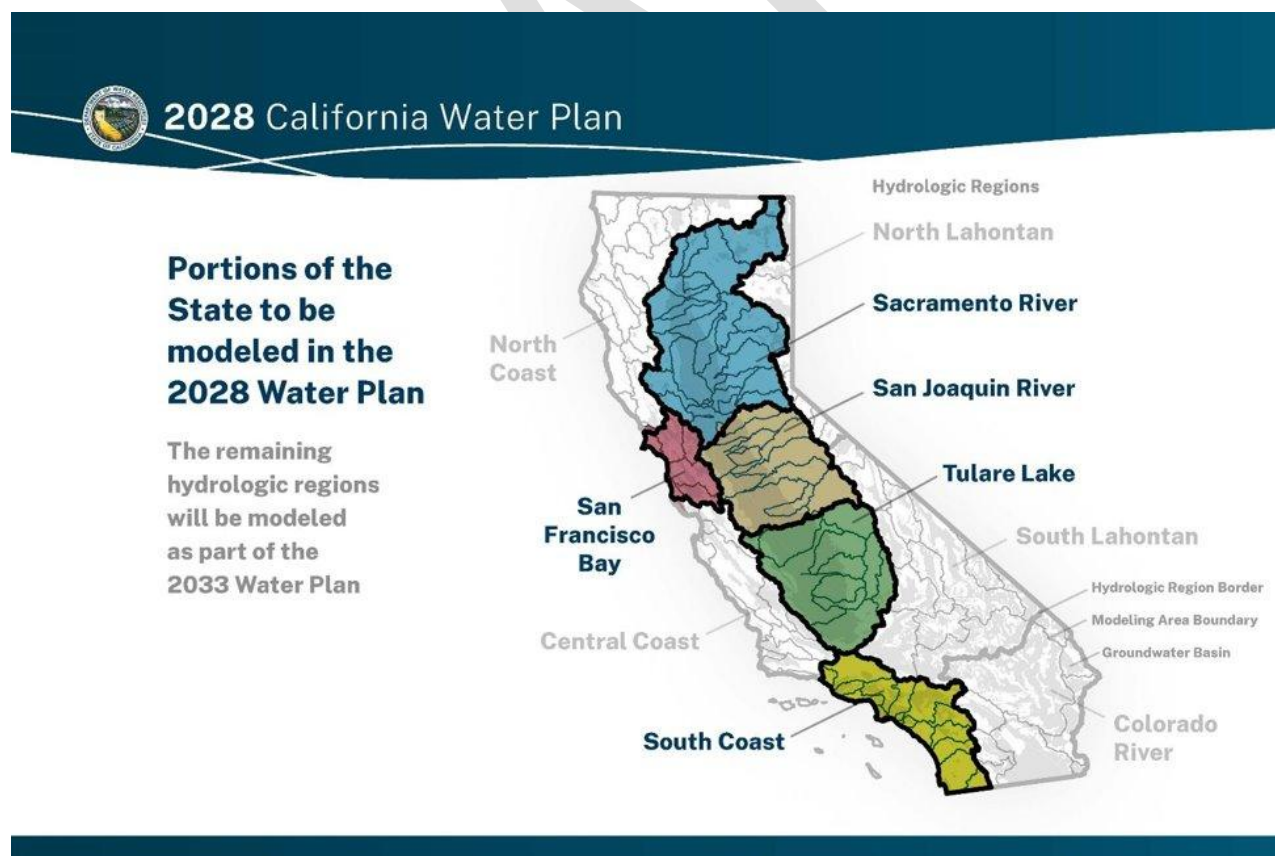 2028 California Water Plan
Portions of the
State to be
modeled in the
2028 Water Plan
The remaining
hydrologic regions
will be modeled
as part of the
2033 Water Plan
Hydrologic Regions
North Lahontan
Sacramento River
North
Coast
San Joaquin River
Tulare Lake
San
Francisco
Bay
South Lahontan
Hydrologic Region Border
Modeling Area Boundary
Groundwater Basin
Central Coast
Colorado
River
South Coast